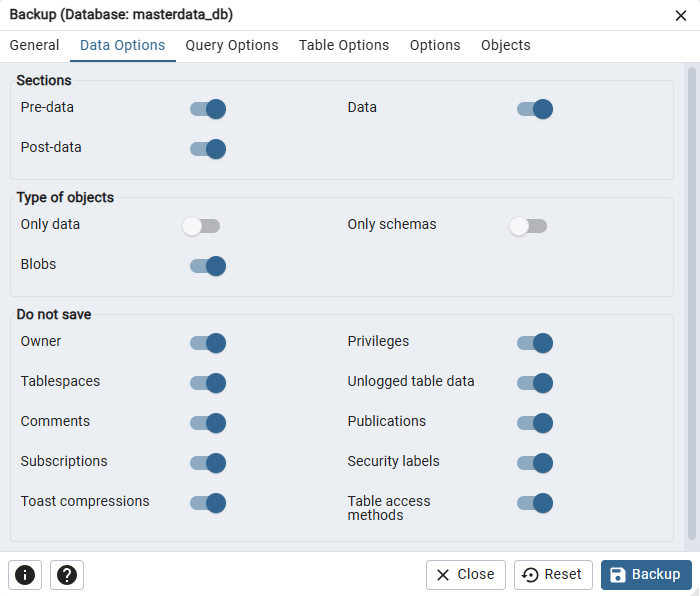 Backup (Database: masterdata_db)
General Data Options Query Options Table Options Options Objects
Sections
Pre-data Data
Post-data
Type of objects
Only data Only schemas
Blobs
Do not save
Owner Privileges
Tablespaces Unlogged table data
Comments Publications
Subscriptions Security labels
Toast compressions Table access
methods
Close Reset Backup